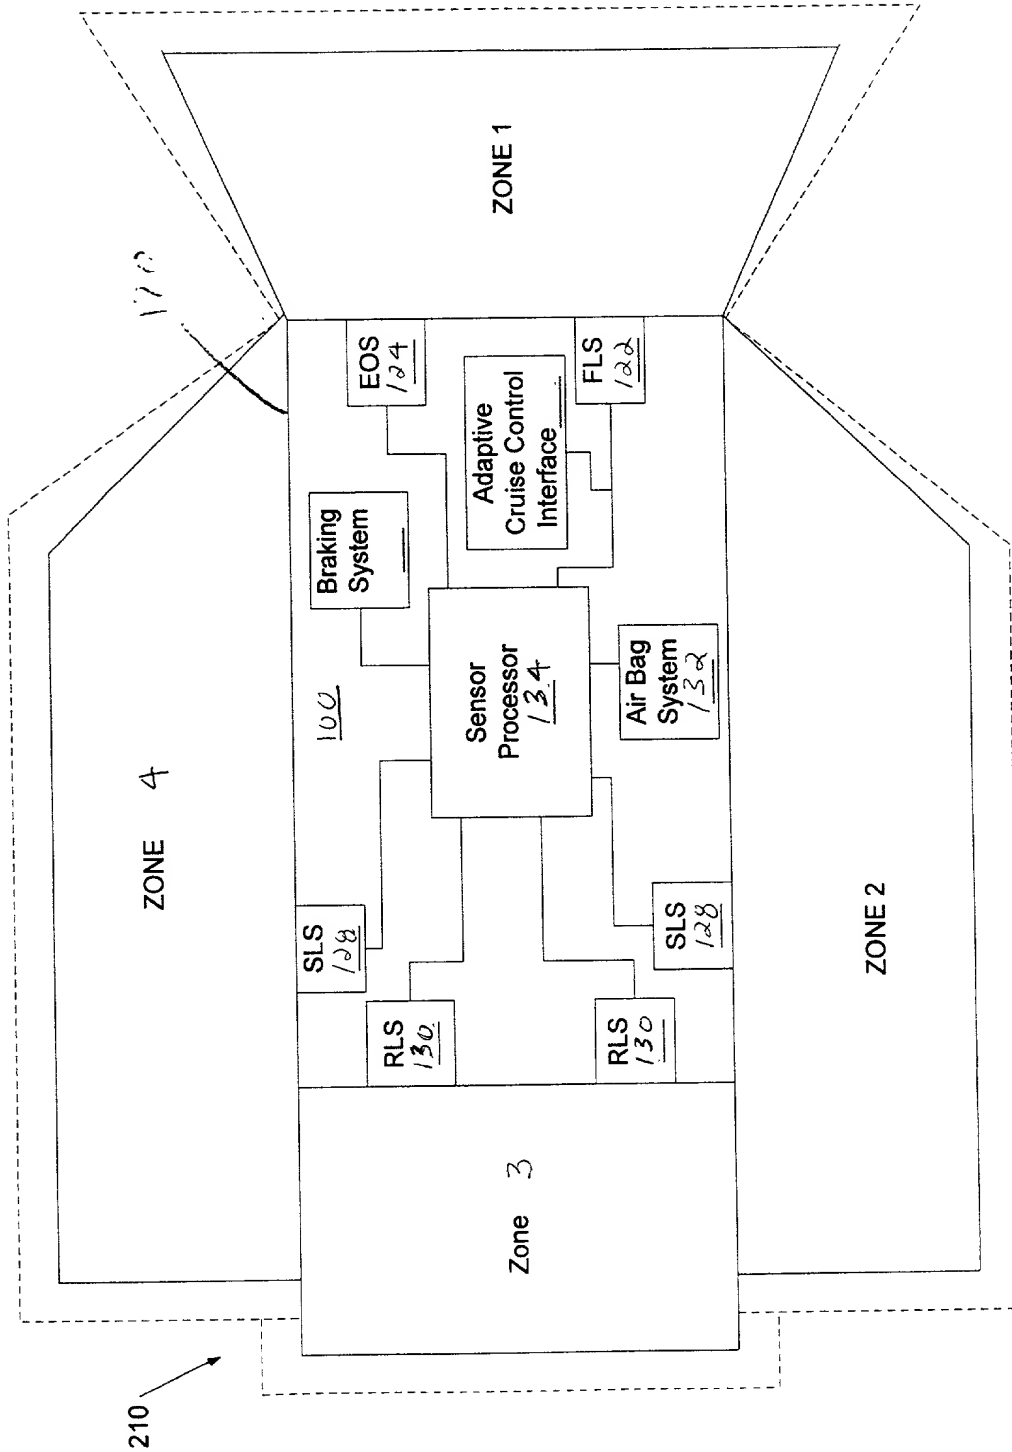 210
ZONE 4
SLS
128
100
Braking
System
EOS
124
RLS
130
Sensor
Processor
134
Adaptive
Cruise Control
Interface
ZONE 1
Zone 3
RLS
130
Air Bag
System
132
FLS
122
SLS
128
ZONE 2